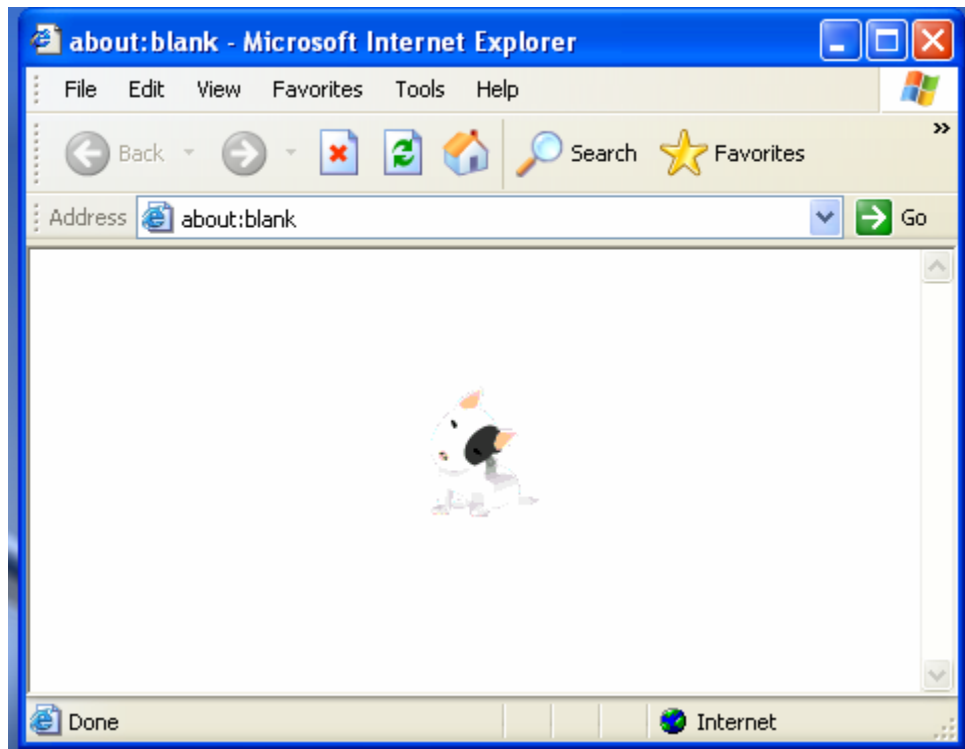 about:blank - Microsoft Internet Explorer
File Edit View Favorites Tools Help
Back Search Favorites »
Address about:blank Go
Done Internet